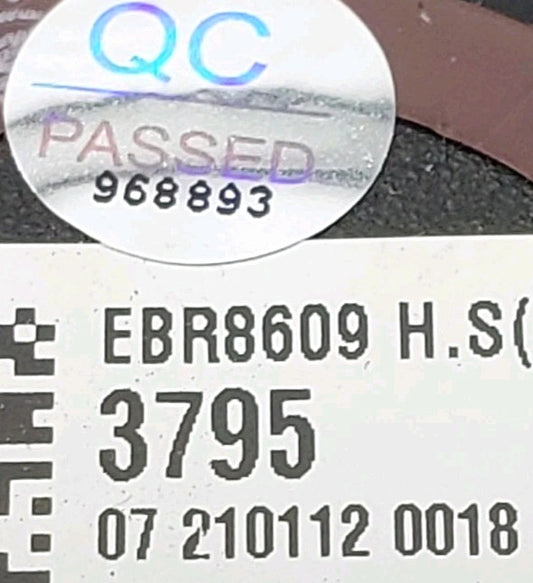 QC
PASSED
968893
EBR8609 H.S(
3795
07 210112 0018